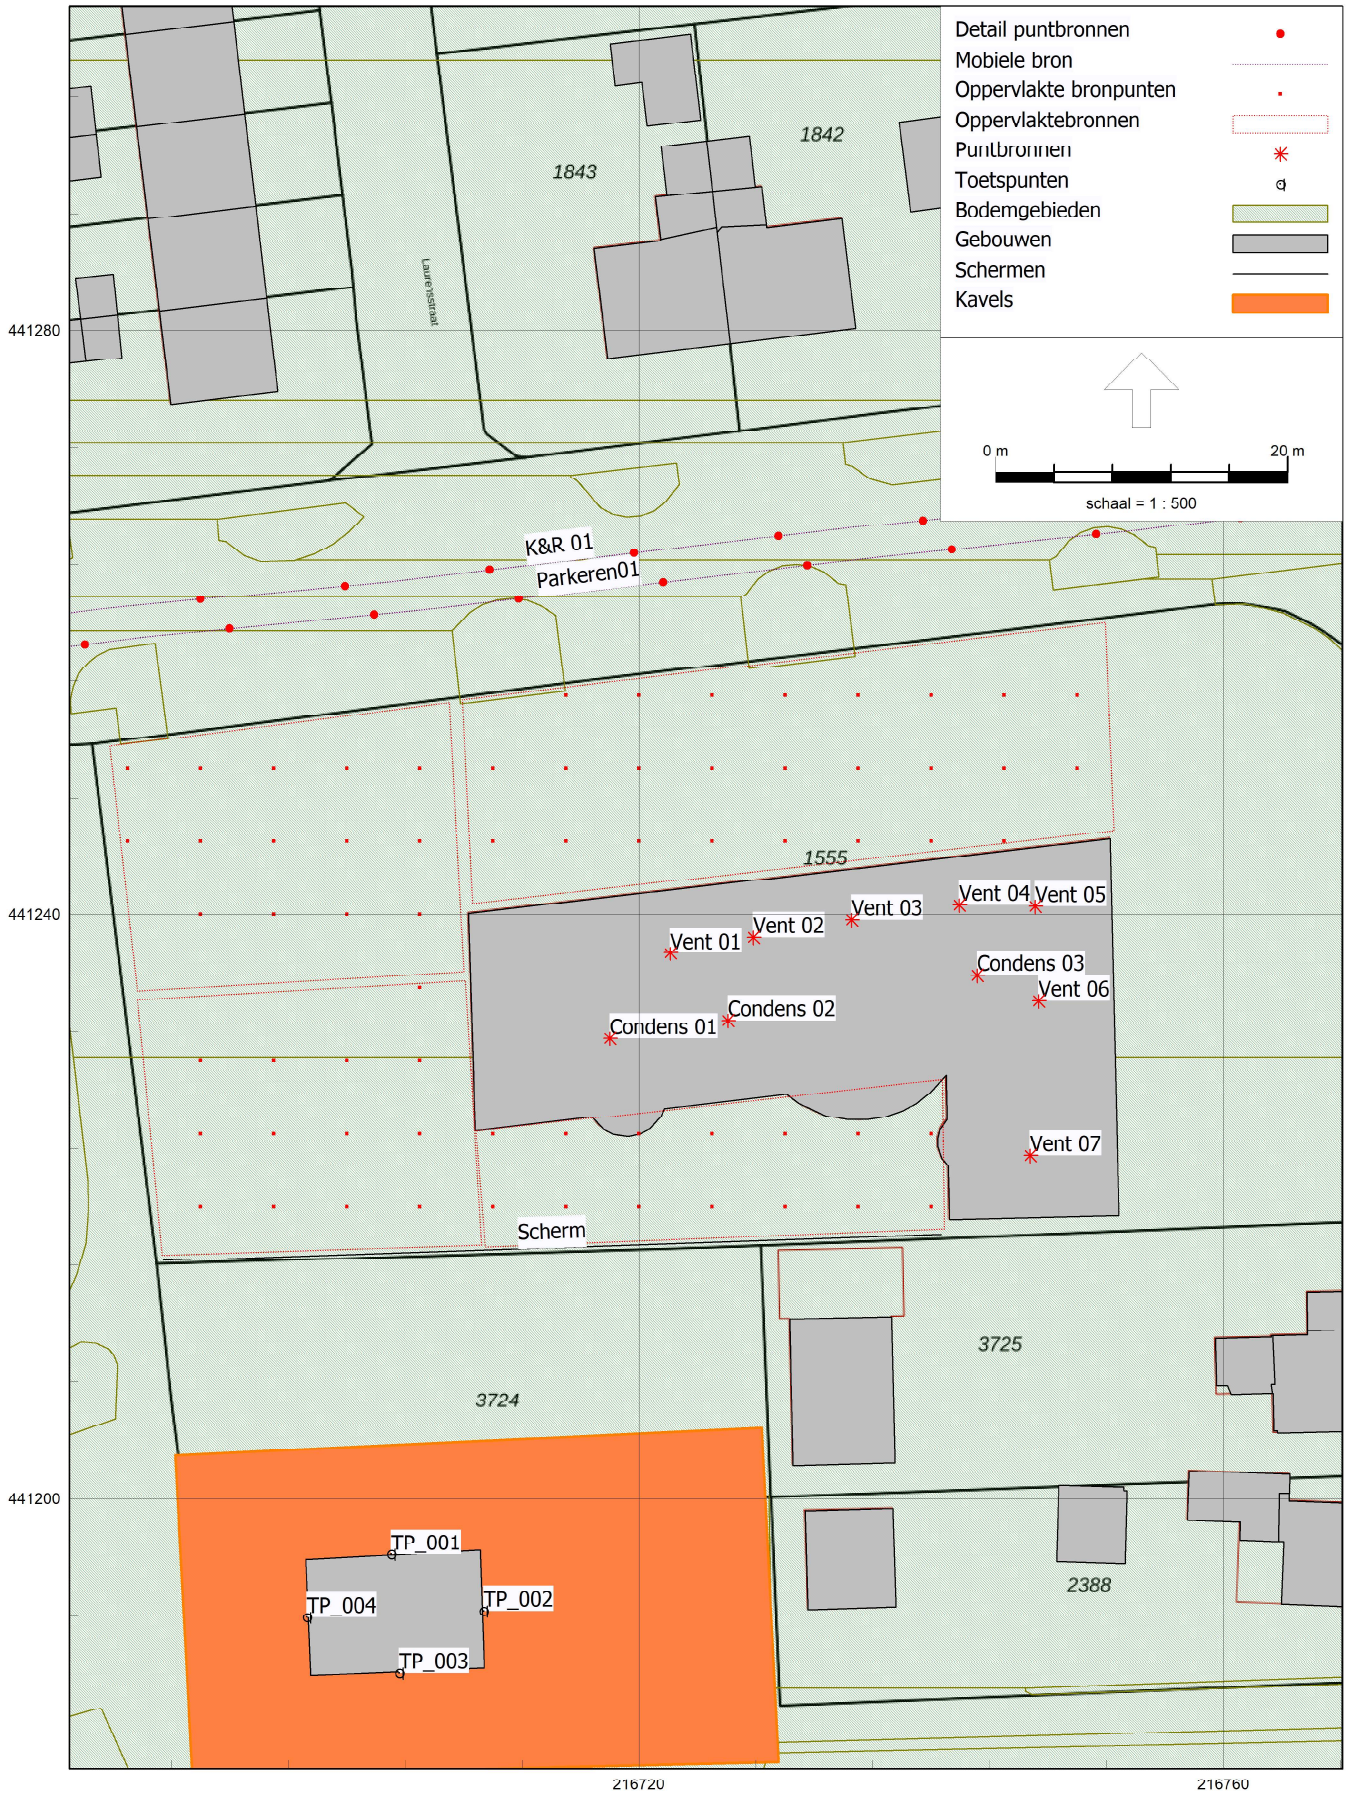 Detail puntbronnen
Mobiele bron
Oppervlakte bronpunten
Oppervlaktebronnen
Puntbronnen
Toetspunten
Bodemgebieden
Gebouwen
Schermen
Kavels
0 m 20 m
schaal = 1 : 500
1842
1843
Laurensstraat
441280
K&R 01
Parkeren01
1555
441240
Vent 04
Vent 05
Vent 03
Vent 02
Vent 01
Condens 03
Vent 06
Condens 02
Condens 01
Vent 07
Scherm
3725
3724
441200
TP_001
2388
TP_002
TP_004
TP_003
216720 216760